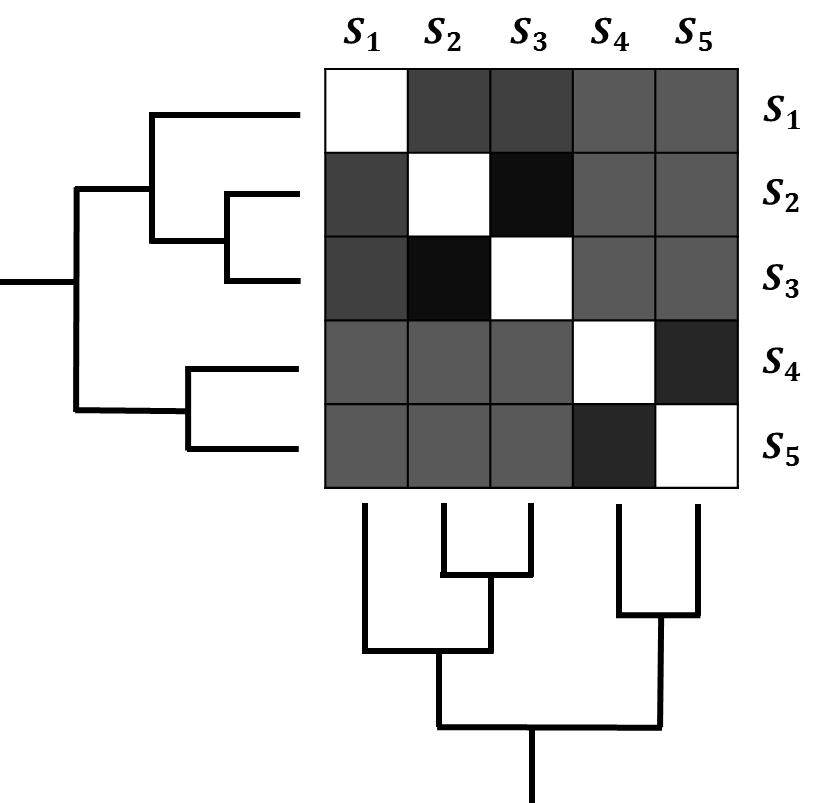 S₁ S₂ S₃ S₄ S₅
S₁
S₂
S₃
S₄
S₅